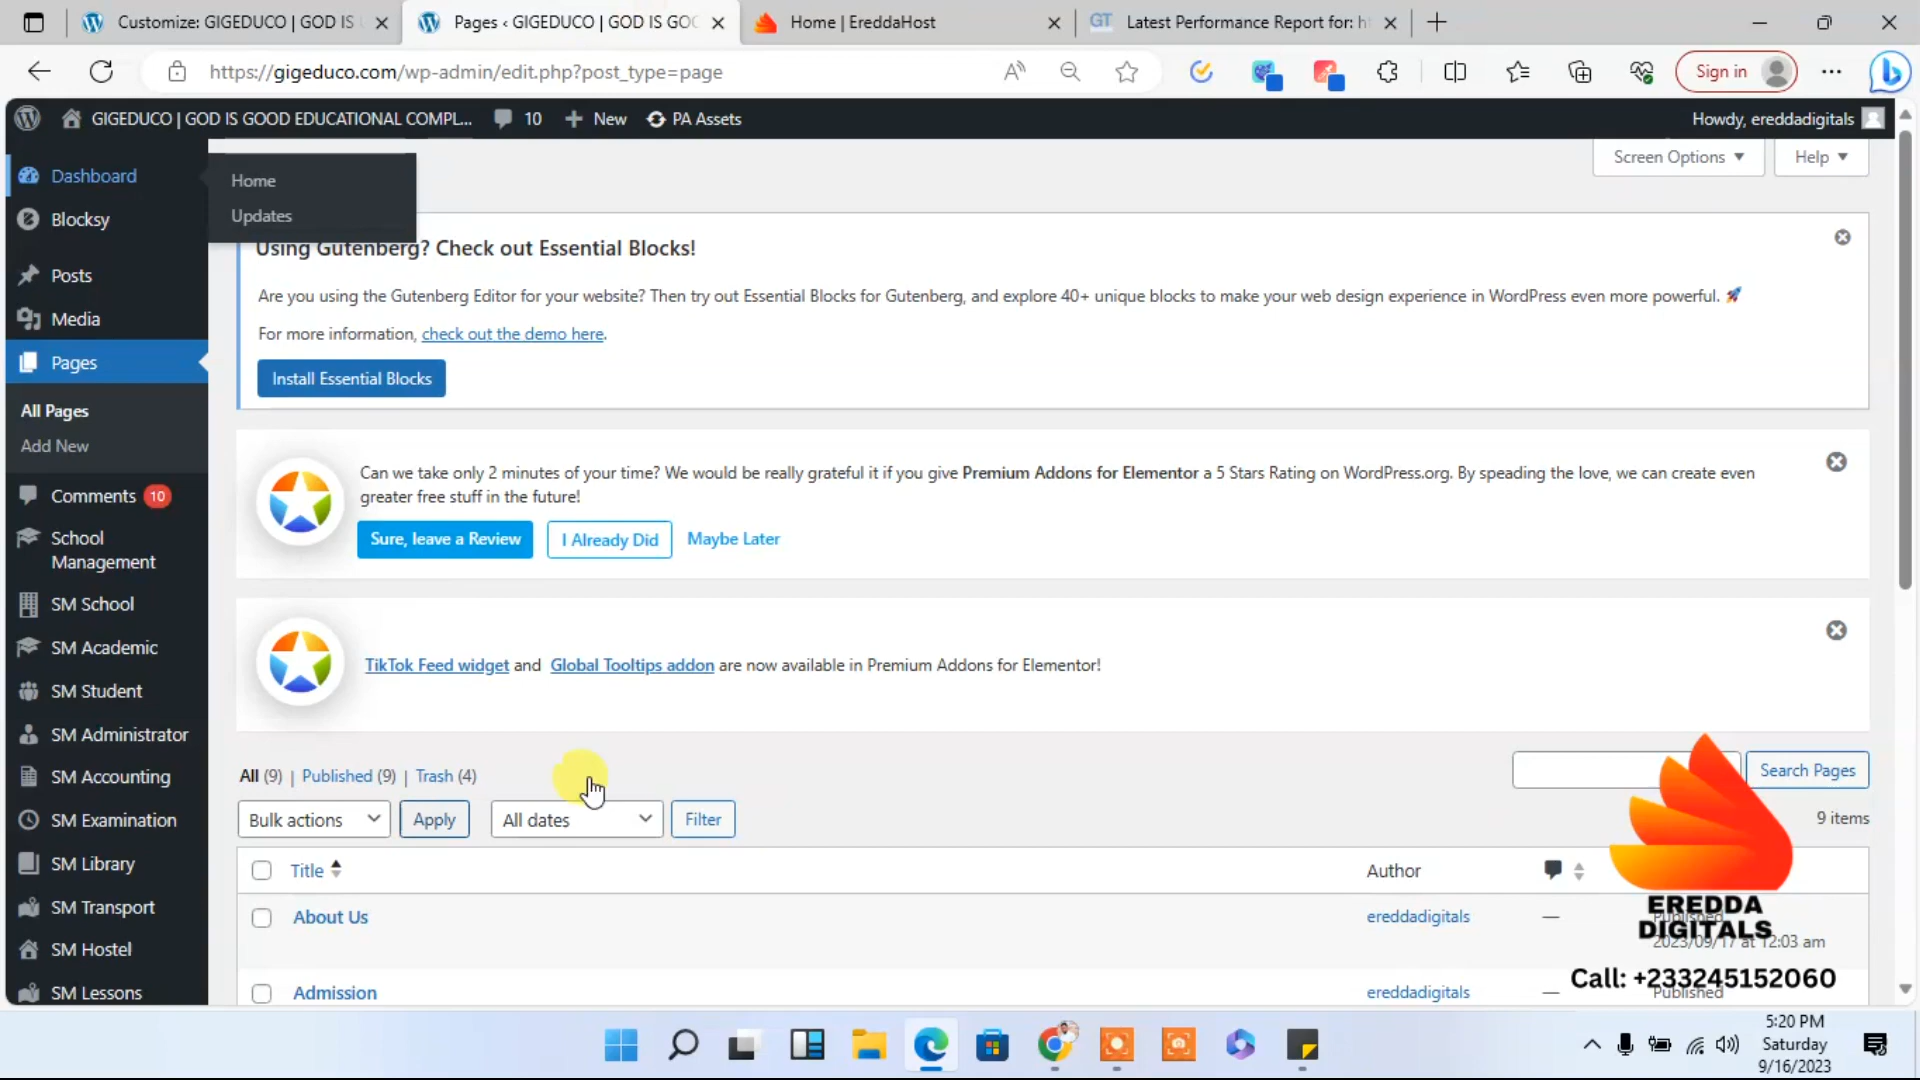 Customize: GIGEDUCO | GOD IS
Pages ‹ GIGEDUCO | GOD IS GOO
Home | EreddaHost
GT
Latest Performance Report for: h
https://gigeduco.com/wp-admin/edit.php?post_type=page
Sign in
GIGEDUCO | GOD IS GOOD EDUCATIONAL COMPL...
10
New
PA Assets
Howdy, ereddadigitals
Dashboard
Home
Updates
Screen Options
Help
Blocksy
Using Gutenberg? Check out Essential Blocks!
Posts
Are you using the Gutenberg Editor for your website? Then try out Essential Blocks for Gutenberg, and explore 40+ unique blocks to make your web design experience in WordPress even more powerful. 🚀
Media
For more information, check out the demo here.
Pages
Install Essential Blocks
All Pages
Add New
Can we take only 2 minutes of your time? We would be really grateful it if you give Premium Addons for Elementor a 5 Stars Rating on WordPress.org. By speading the love, we can create even
greater free stuff in the future!
Comments 10
Sure, leave a Review
I Already Did
Maybe Later
School
Management
SM School
SM Academic
TikTok Feed widget and Global Tooltips addon are now available in Premium Addons for Elementor!
SM Student
SM Administrator
SM Accounting
All (9) | Published (9) | Trash (4)
Search Pages
SM Examination
Bulk actions
Apply
All dates
Filter
9 items
SM Library
Title
Author
SM Transport
About Us
ereddadigitals
—
Published
2023/09/17 at 12:03 am
EREDDA
DIGITALS
SM Hostel
SM Lessons
Admission
ereddadigitals
—
Published
Call: +233245152060
5:20 PM
Saturday
9/16/2023